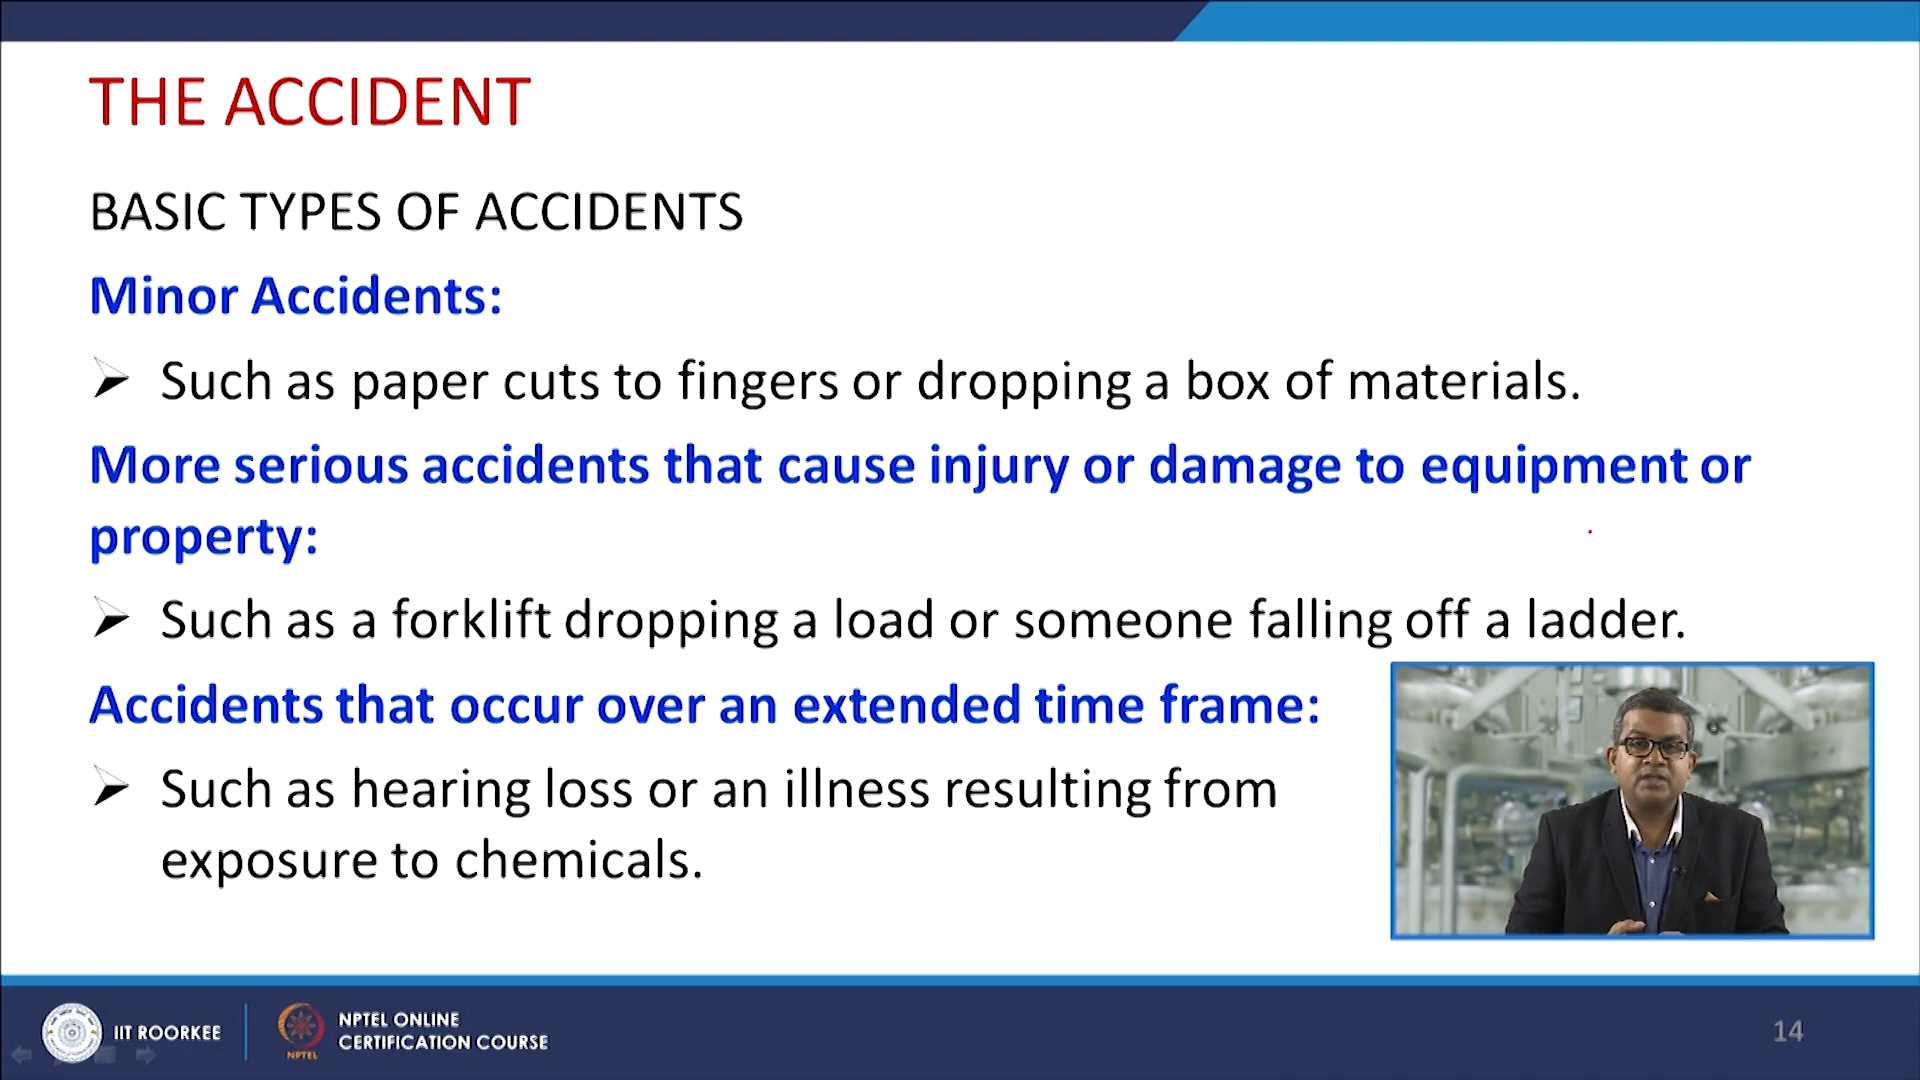 THE ACCIDENT
BASIC TYPES OF ACCIDENTS
Minor Accidents:
Such as paper cuts to fingers or dropping a box of materials.
More serious accidents that cause injury or damage to equipment or
property:
Such as a forklift dropping a load or someone falling off a ladder.
Accidents that occur over an extended time frame:
Such as hearing loss or an illness resulting from
exposure to chemicals.
IIT ROORKEE
NPTEL
NPTEL ONLINE
CERTIFICATION COURSE
14